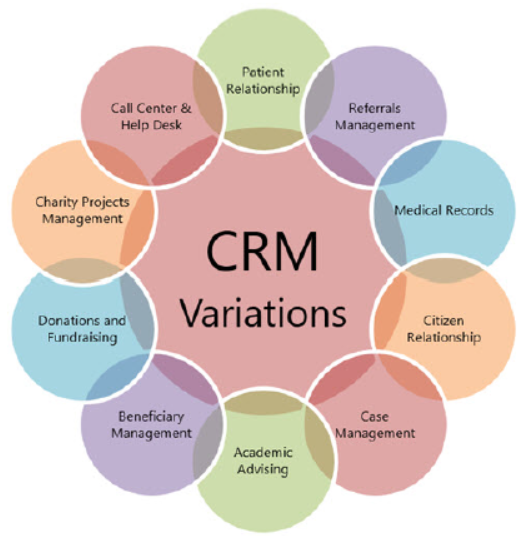 Patient
Relationship
Referrals
Management
Medical Records
Citizen
Relationship
Case
Management
Academic
Advising
Beneficiary
Management
Donations and
Fundraising
Charity Projects
Management
Call Center &
Help Desk
CRM
Variations